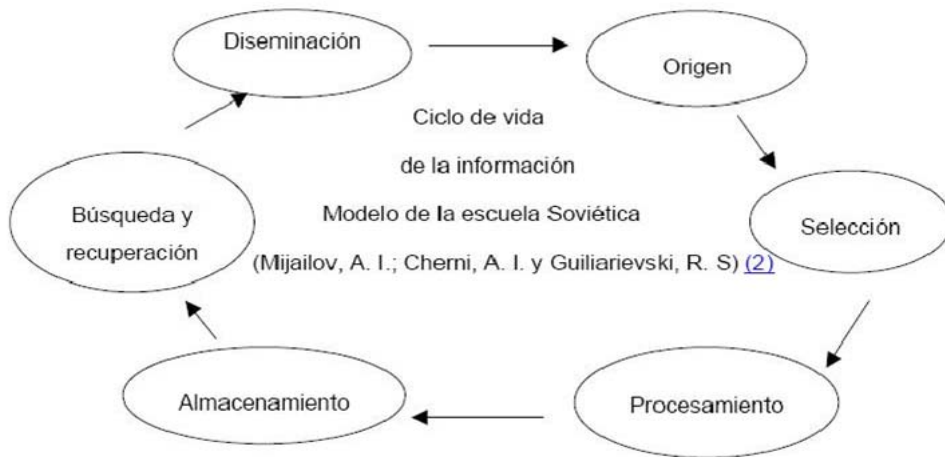 Diseminación
Origen
Ciclo de vida
de la información
Modelo de la escuela Soviética
(Mijailov, A. I.; Cherni, A. I. y Guiliarievski, R. S) (2)
Búsqueda y
recuperación
Selección
Almacenamiento
Procesamiento